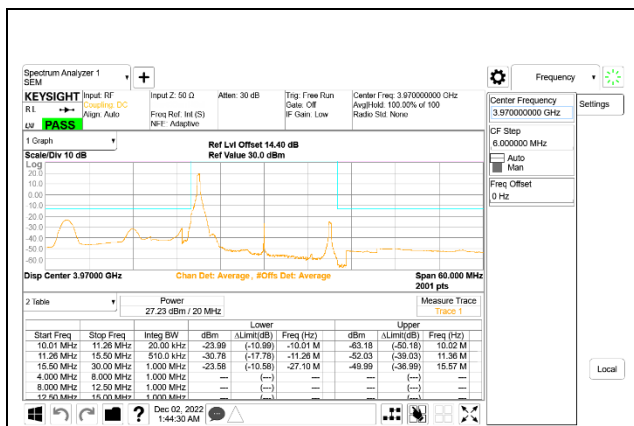 Spectrum Analyzer 1
SEM
Frequency
KEYSIGHT Input: RF Input Z: 50 Ω Atten: 30 dB Trig: Free Run Center Freq: 3.970000000 GHz
R L Coupling: DC Gate: Off Avg|Hold: 100.00% of 100
Align: Auto Freq Ref: Int (S) IF Gain: Low Radio Std: None
PASS NFE: Adaptive
Center Frequency
3.97000000 GHz
Settings
CF Step
6.000000 MHz
Auto
Man
Freq Offset
0 Hz
1 Graph
Ref Lvl Offset 14.40 dB
Scale/Div 10 dB Ref Value 30.0 dBm
Log
20.0
10.0
0.00
-10.0
-20.0
-30.0
-40.0
-50.0
-60.0
Disp Center 3.97000 GHz Chan Det: Average , #Offs Det: Average Span 60.000 MHz
2001 pts
2 Table Power Measure Trace
27.23 dBm / 20 MHz Trace 1
Lower Upper
Start Freq Stop Freq Integ BW dBm ΔLimit(dB) Freq (Hz) dBm ΔLimit(dB) Freq (Hz)
10.01 MHz 11.26 MHz 20.00 kHz -23.99 (-10.99) -10.01 M -63.18 (-50.18) 10.02 M
11.26 MHz 15.50 MHz 510.0 kHz -30.78 (-17.78) -11.26 M -52.03 (-39.03) 11.36 M
15.50 MHz 30.00 MHz 1.000 MHz -23.58 (-10.58) -27.10 M -49.99 (-36.99) 15.57 M
4.000 MHz 8.000 MHz 1.000 MHz --- (---) --- --- (---) ---
8.000 MHz 12.50 MHz 1.000 MHz --- (---) --- --- (---) ---
12.50 MHz 15.00 MHz 1.000 MHz --- (---) --- --- (---) ---
Local
? Dec 02, 2022
1:44:30 AM